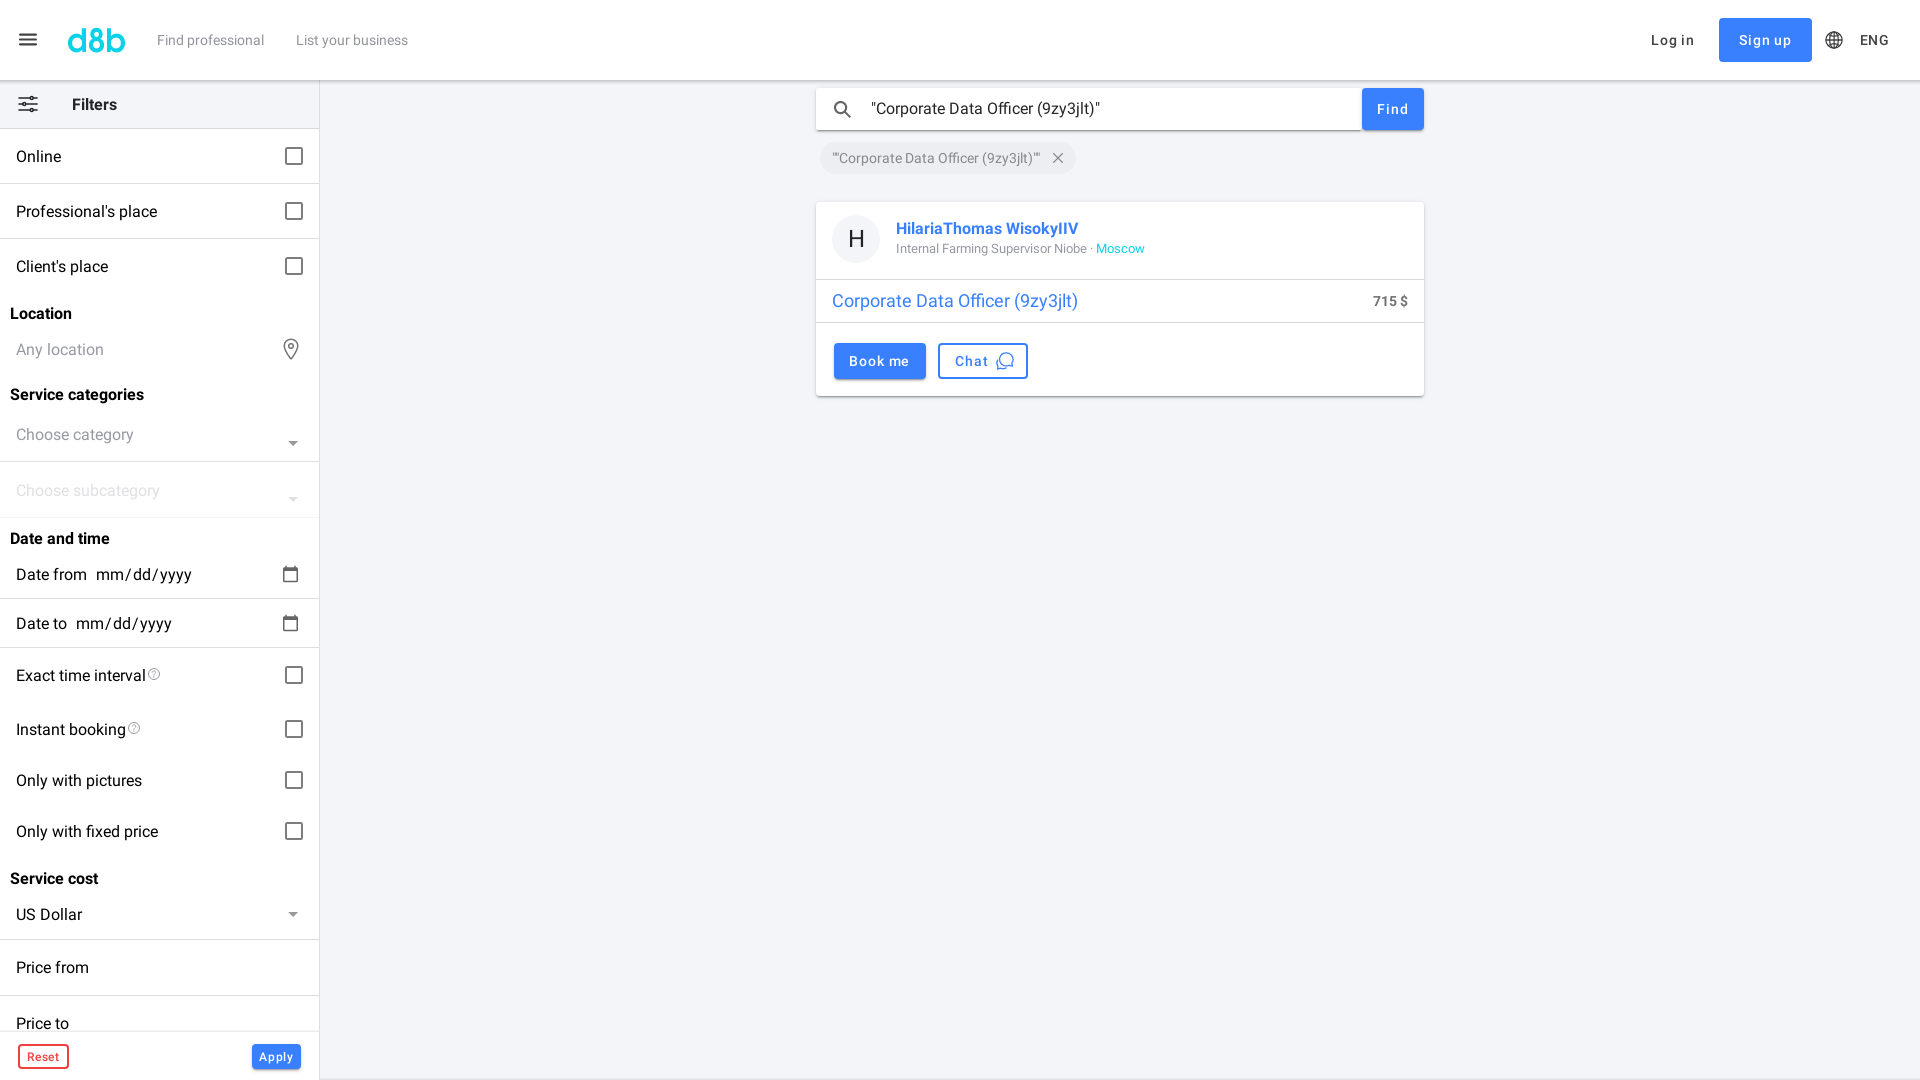 d8b
Find professional
List your business
Log in
Sign up
ENG
Filters
Online
Professional's place
Client's place
Location
Any location
Service categories
Choose category
Choose subcategory
Date and time
Date from mm/dd/yyyy
Date to mm/dd/yyyy
Exact time interval
Instant booking
Only with pictures
Only with fixed price
Service cost
US Dollar
Price from
Price to
Reset
Apply
"Corporate Data Officer (9zy3jlt)"
Find
""Corporate Data Officer (9zy3jlt)""
H
HilariaThomas WisokyIIV
Internal Farming Supervisor Niobe · Moscow
Corporate Data Officer (9zy3jlt)
715 $
Book me
Chat